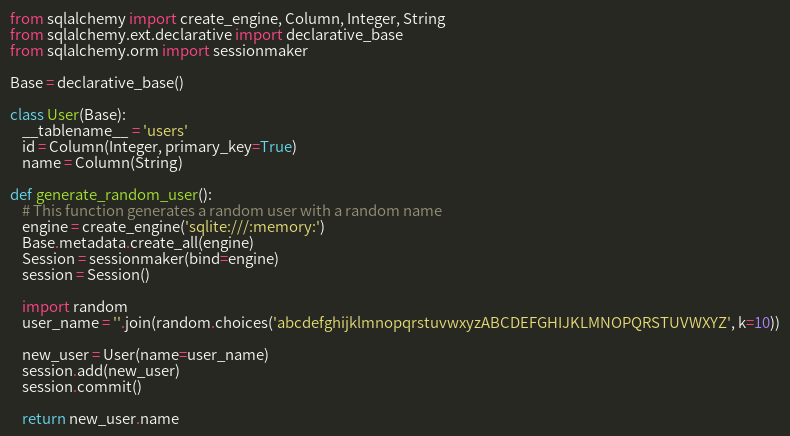 from sqlalchemy import create_engine, Column, Integer, String
from sqlalchemy.ext.declarative import declarative_base
from sqlalchemy.orm import sessionmaker

Base = declarative_base()

class User(Base):
    __tablename__ = 'users'
    id = Column(Integer, primary_key=True)
    name = Column(String)

def generate_random_user():
    # This function generates a random user with a random name
    engine = create_engine('sqlite:///:memory:')
    Base.metadata.create_all(engine)
    Session = sessionmaker(bind=engine)
    session = Session()

    import random
    user_name = ''.join(random.choices('abcdefghijklmnopqrstuvwxyzABCDEFGHIJKLMNOPQRSTUVWXYZ', k=10))

    new_user = User(name=user_name)
    session.add(new_user)
    session.commit()

    return new_user.name